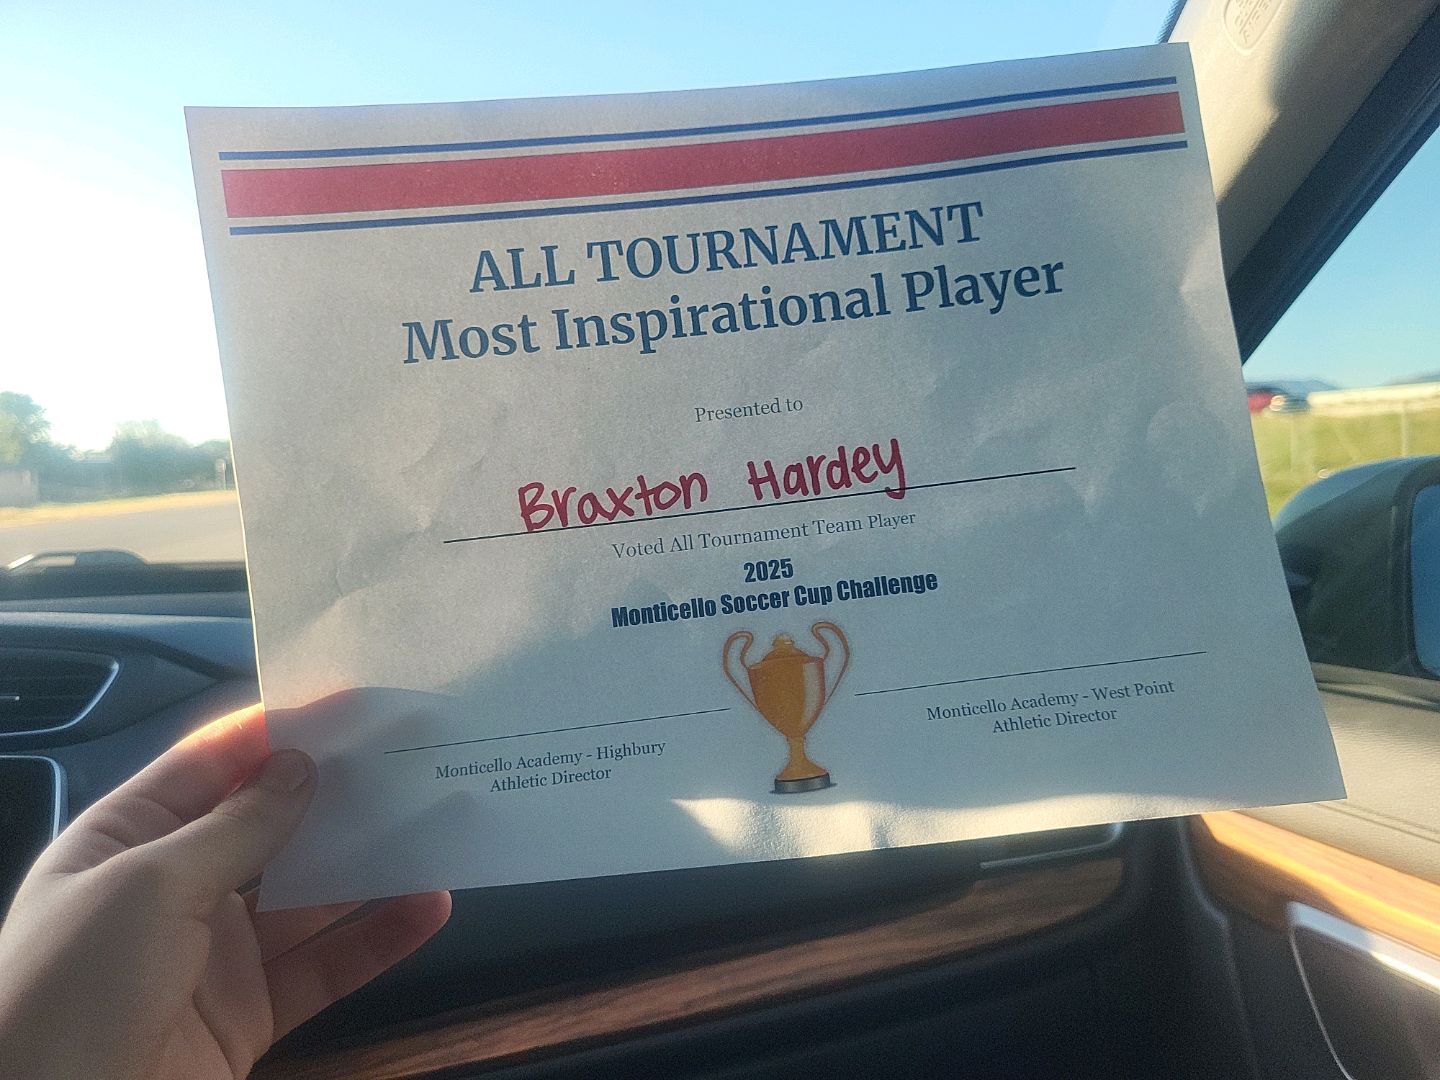 ALL TOURNAMENT
Most Inspirational Player
Presented to
Braxton Hardey
Voted All Tournament Team Player
2025
Monticello Soccer Cup Challenge
Monticello Academy - Highbury
Athletic Director
Monticello Academy - West Point
Athletic Director